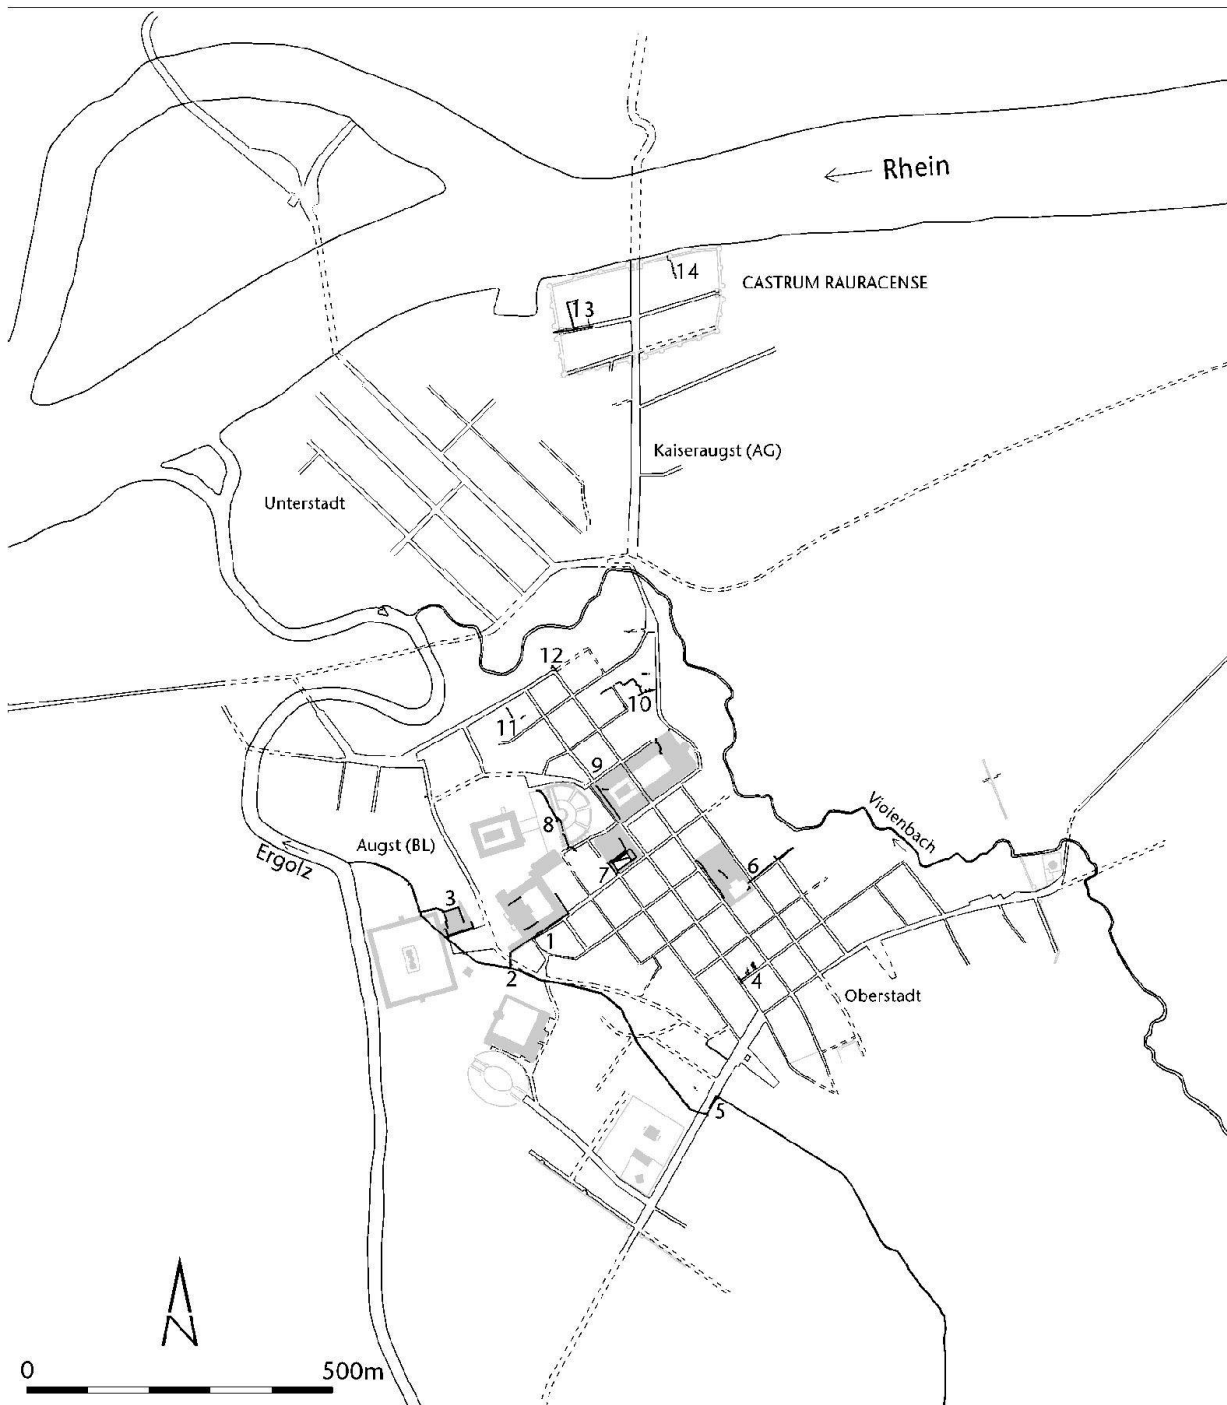 Rhein
14
CASTRUM RAURACENSE
13
Kaiseraugst (AG)
Unterstadt
12
10
11
9
Violenbach
8
Augst (BL)
Ergolz
7
6
3
1
2
4
Oberstadt
5
N
0 500m